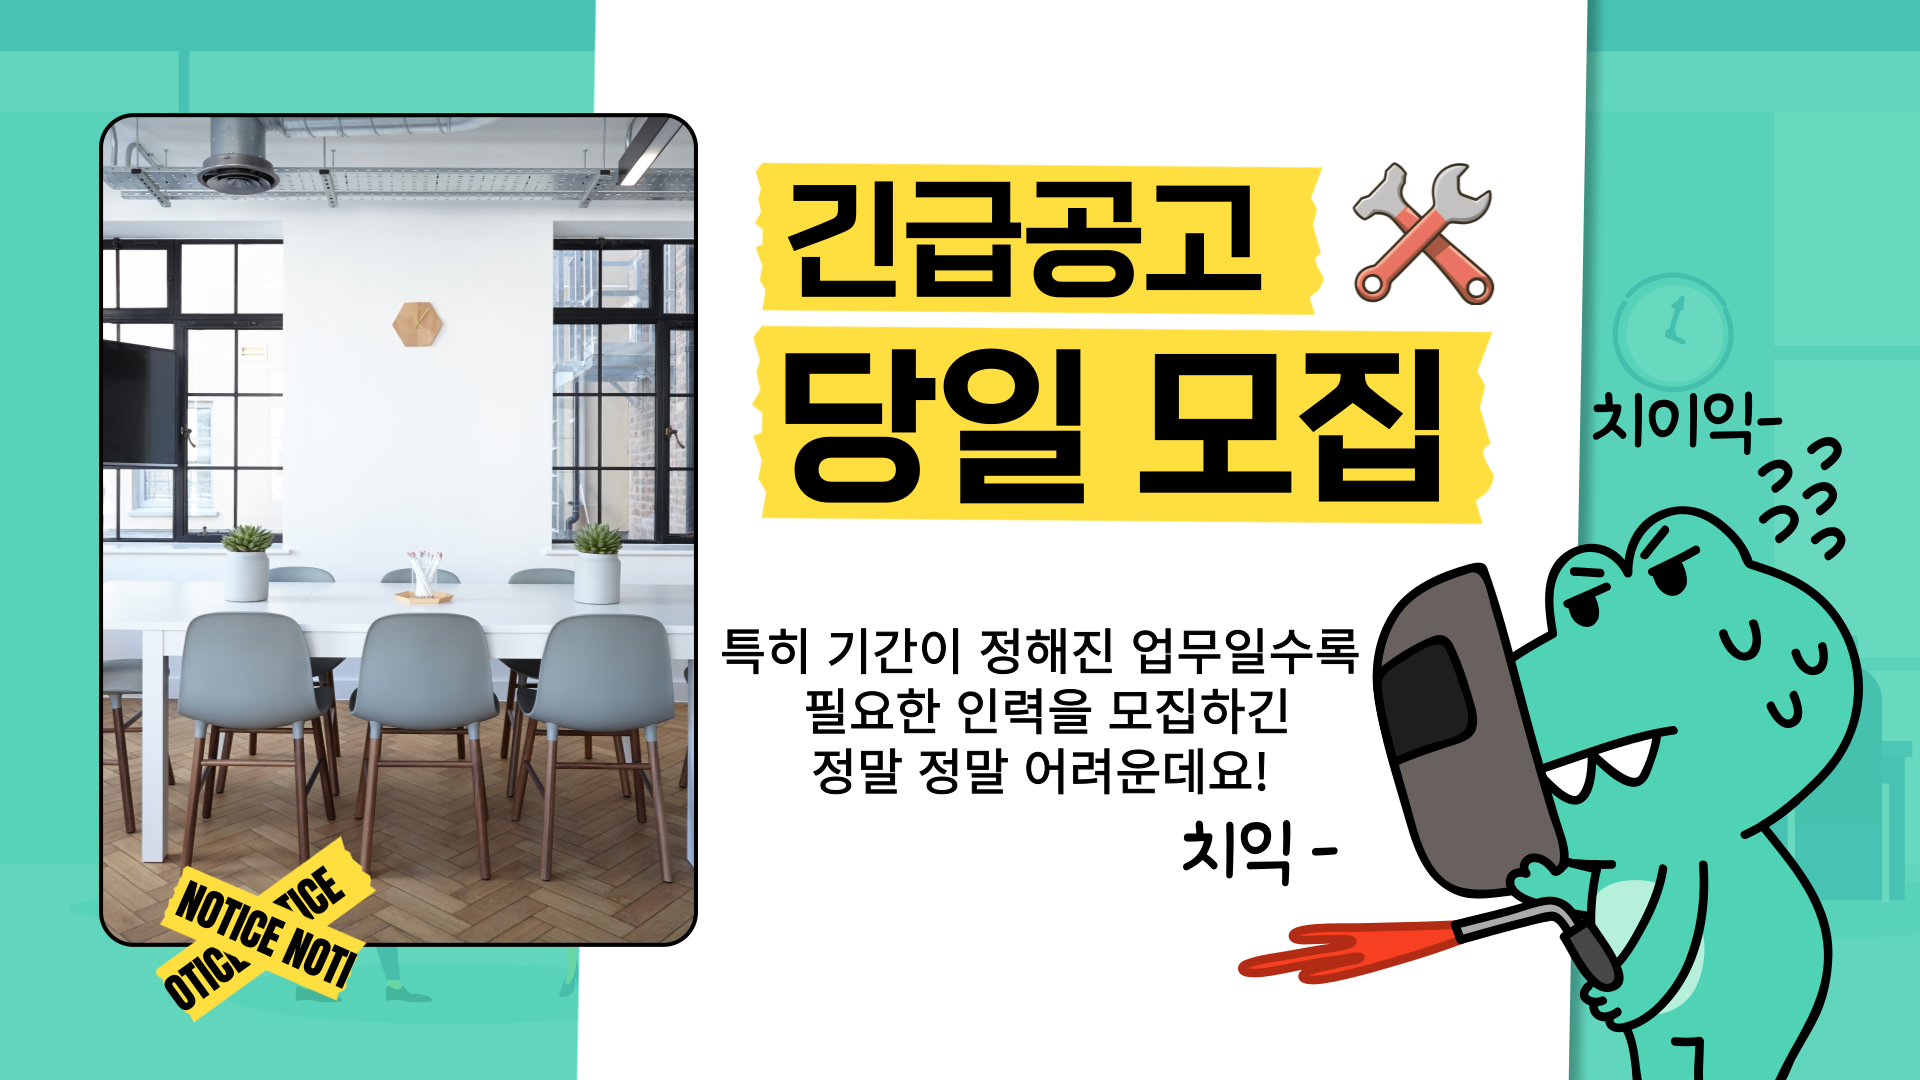 긴급공고
당일 모집
치이익-
특히 기간이 정해진 업무일수록
필요한 인력을 모집하긴
정말 정말 어려운데요!
치익 -
NOTICE NOTI
OTICE TICE